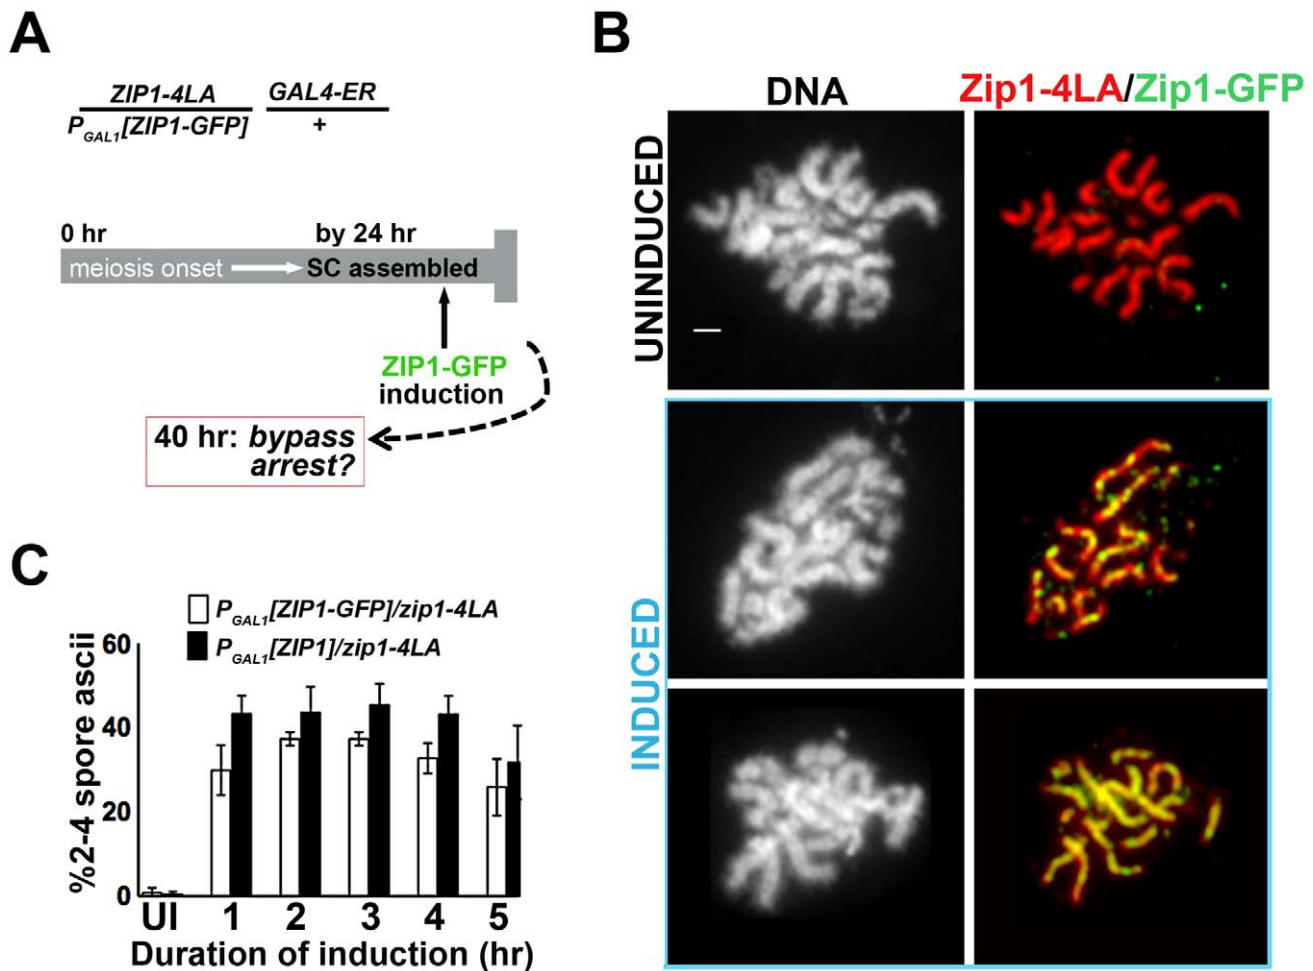 A
ZIP1-4LA GAL4-ER
PGAL1[ZIP1-GFP] +
0 hr by 24 hr
meiosis onset SC assembled
ZIP1-GFP
induction
40 hr: bypass
arrest?
B
DNA Zip1-4LA/Zip1-GFP
UNINDUCED
INDUCED
C
PGAL1[ZIP1-GFP]/zip1-4LA
PGAL1[ZIP1]/zip1-4LA
%2-4 spore ascii
60
40
20
0
UI 1 2 3 4 5
Duration of induction (hr)